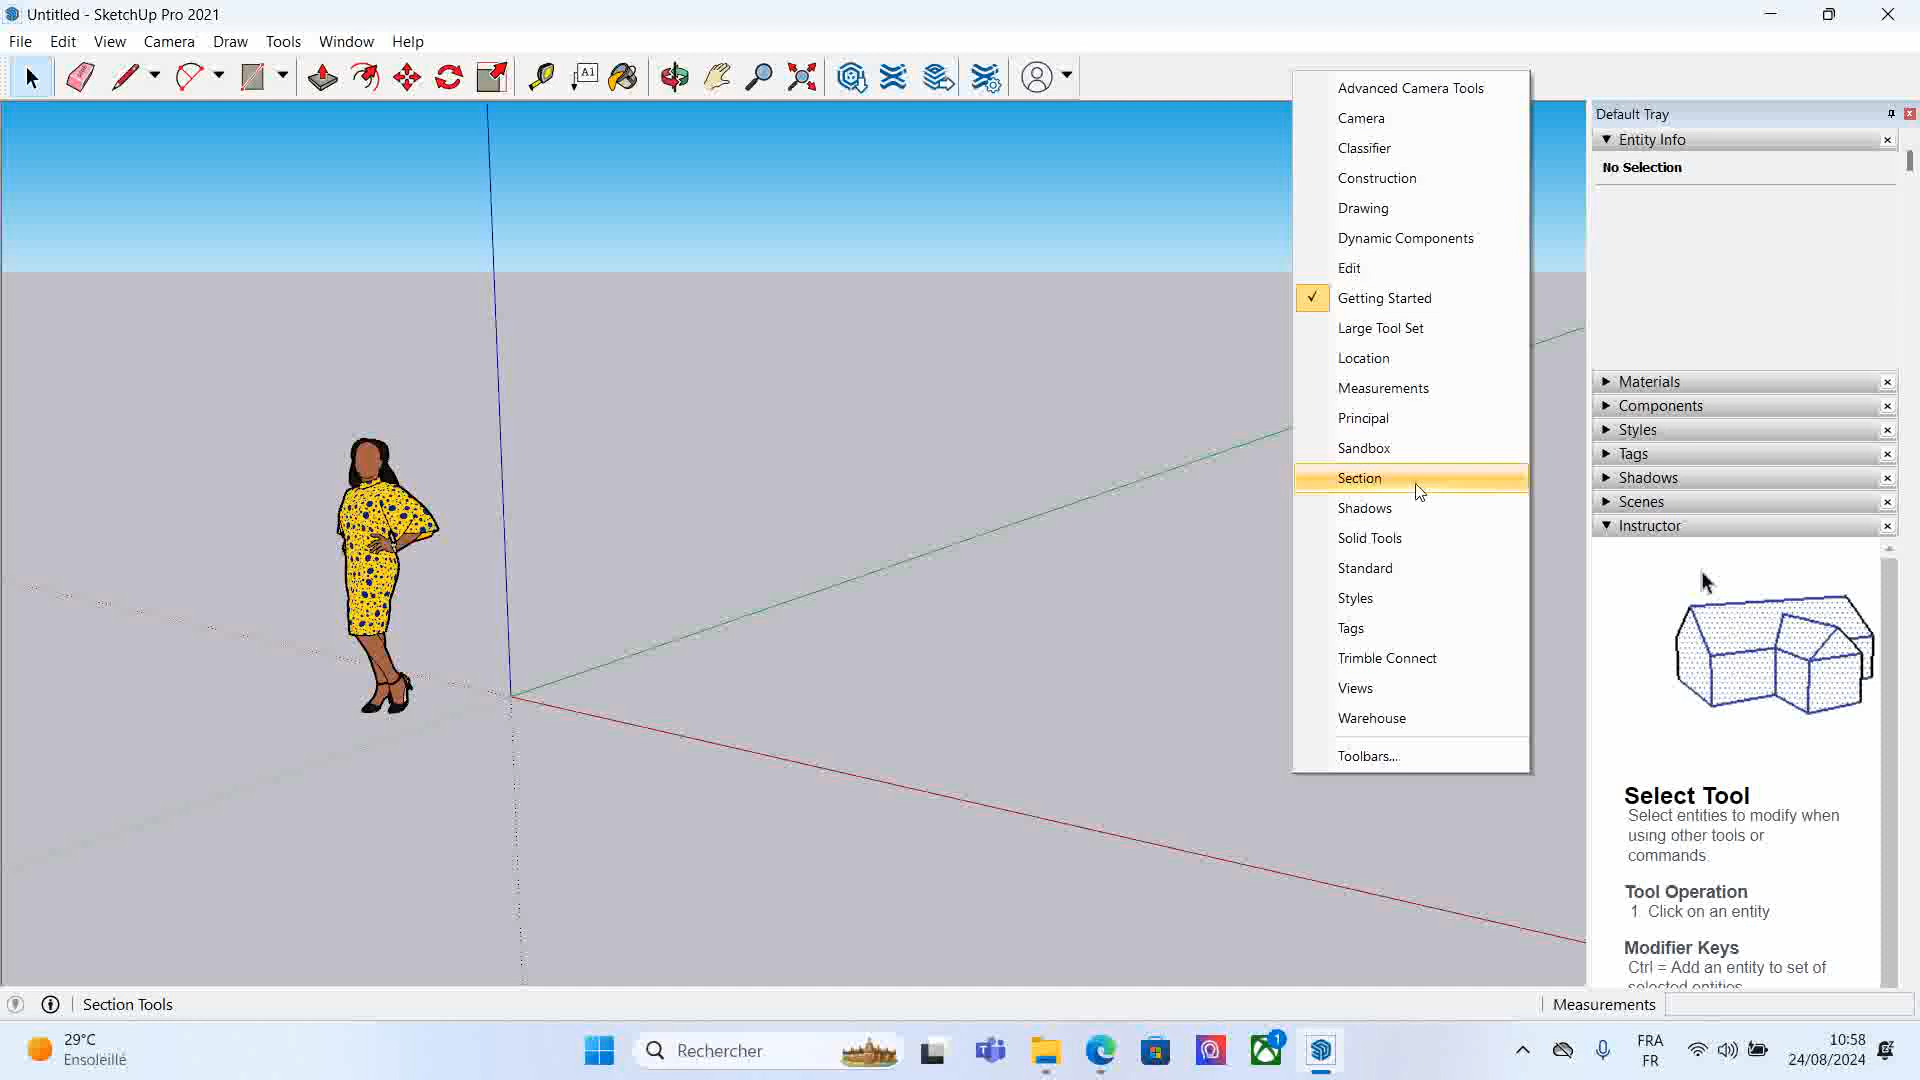 Untitled - SketchUp Pro 2021
File Edit View Camera Draw Tools Window Help
A1
Advanced Camera Tools
Camera
Classifier
Construction
Drawing
Dynamic Components
Edit
Getting Started
Large Tool Set
Location
Measurements
Principal
Sandbox
Section
Shadows
Solid Tools
Standard
Styles
Tags
Trimble Connect
Views
Warehouse
Toolbars...
Default Tray
Entity Info
No Selection
Materials
Components
Styles
Tags
Shadows
Scenes
Instructor
Select Tool
Select entities to modify when
using other tools or
commands.
Tool Operation
1 Click on an entity
Modifier Keys
Ctrl = Add an entity to set of
selected entities
Section Tools
Measurements
29°C
Ensoleillé
Rechercher
1
FRA
FR
10:58
24/08/2024